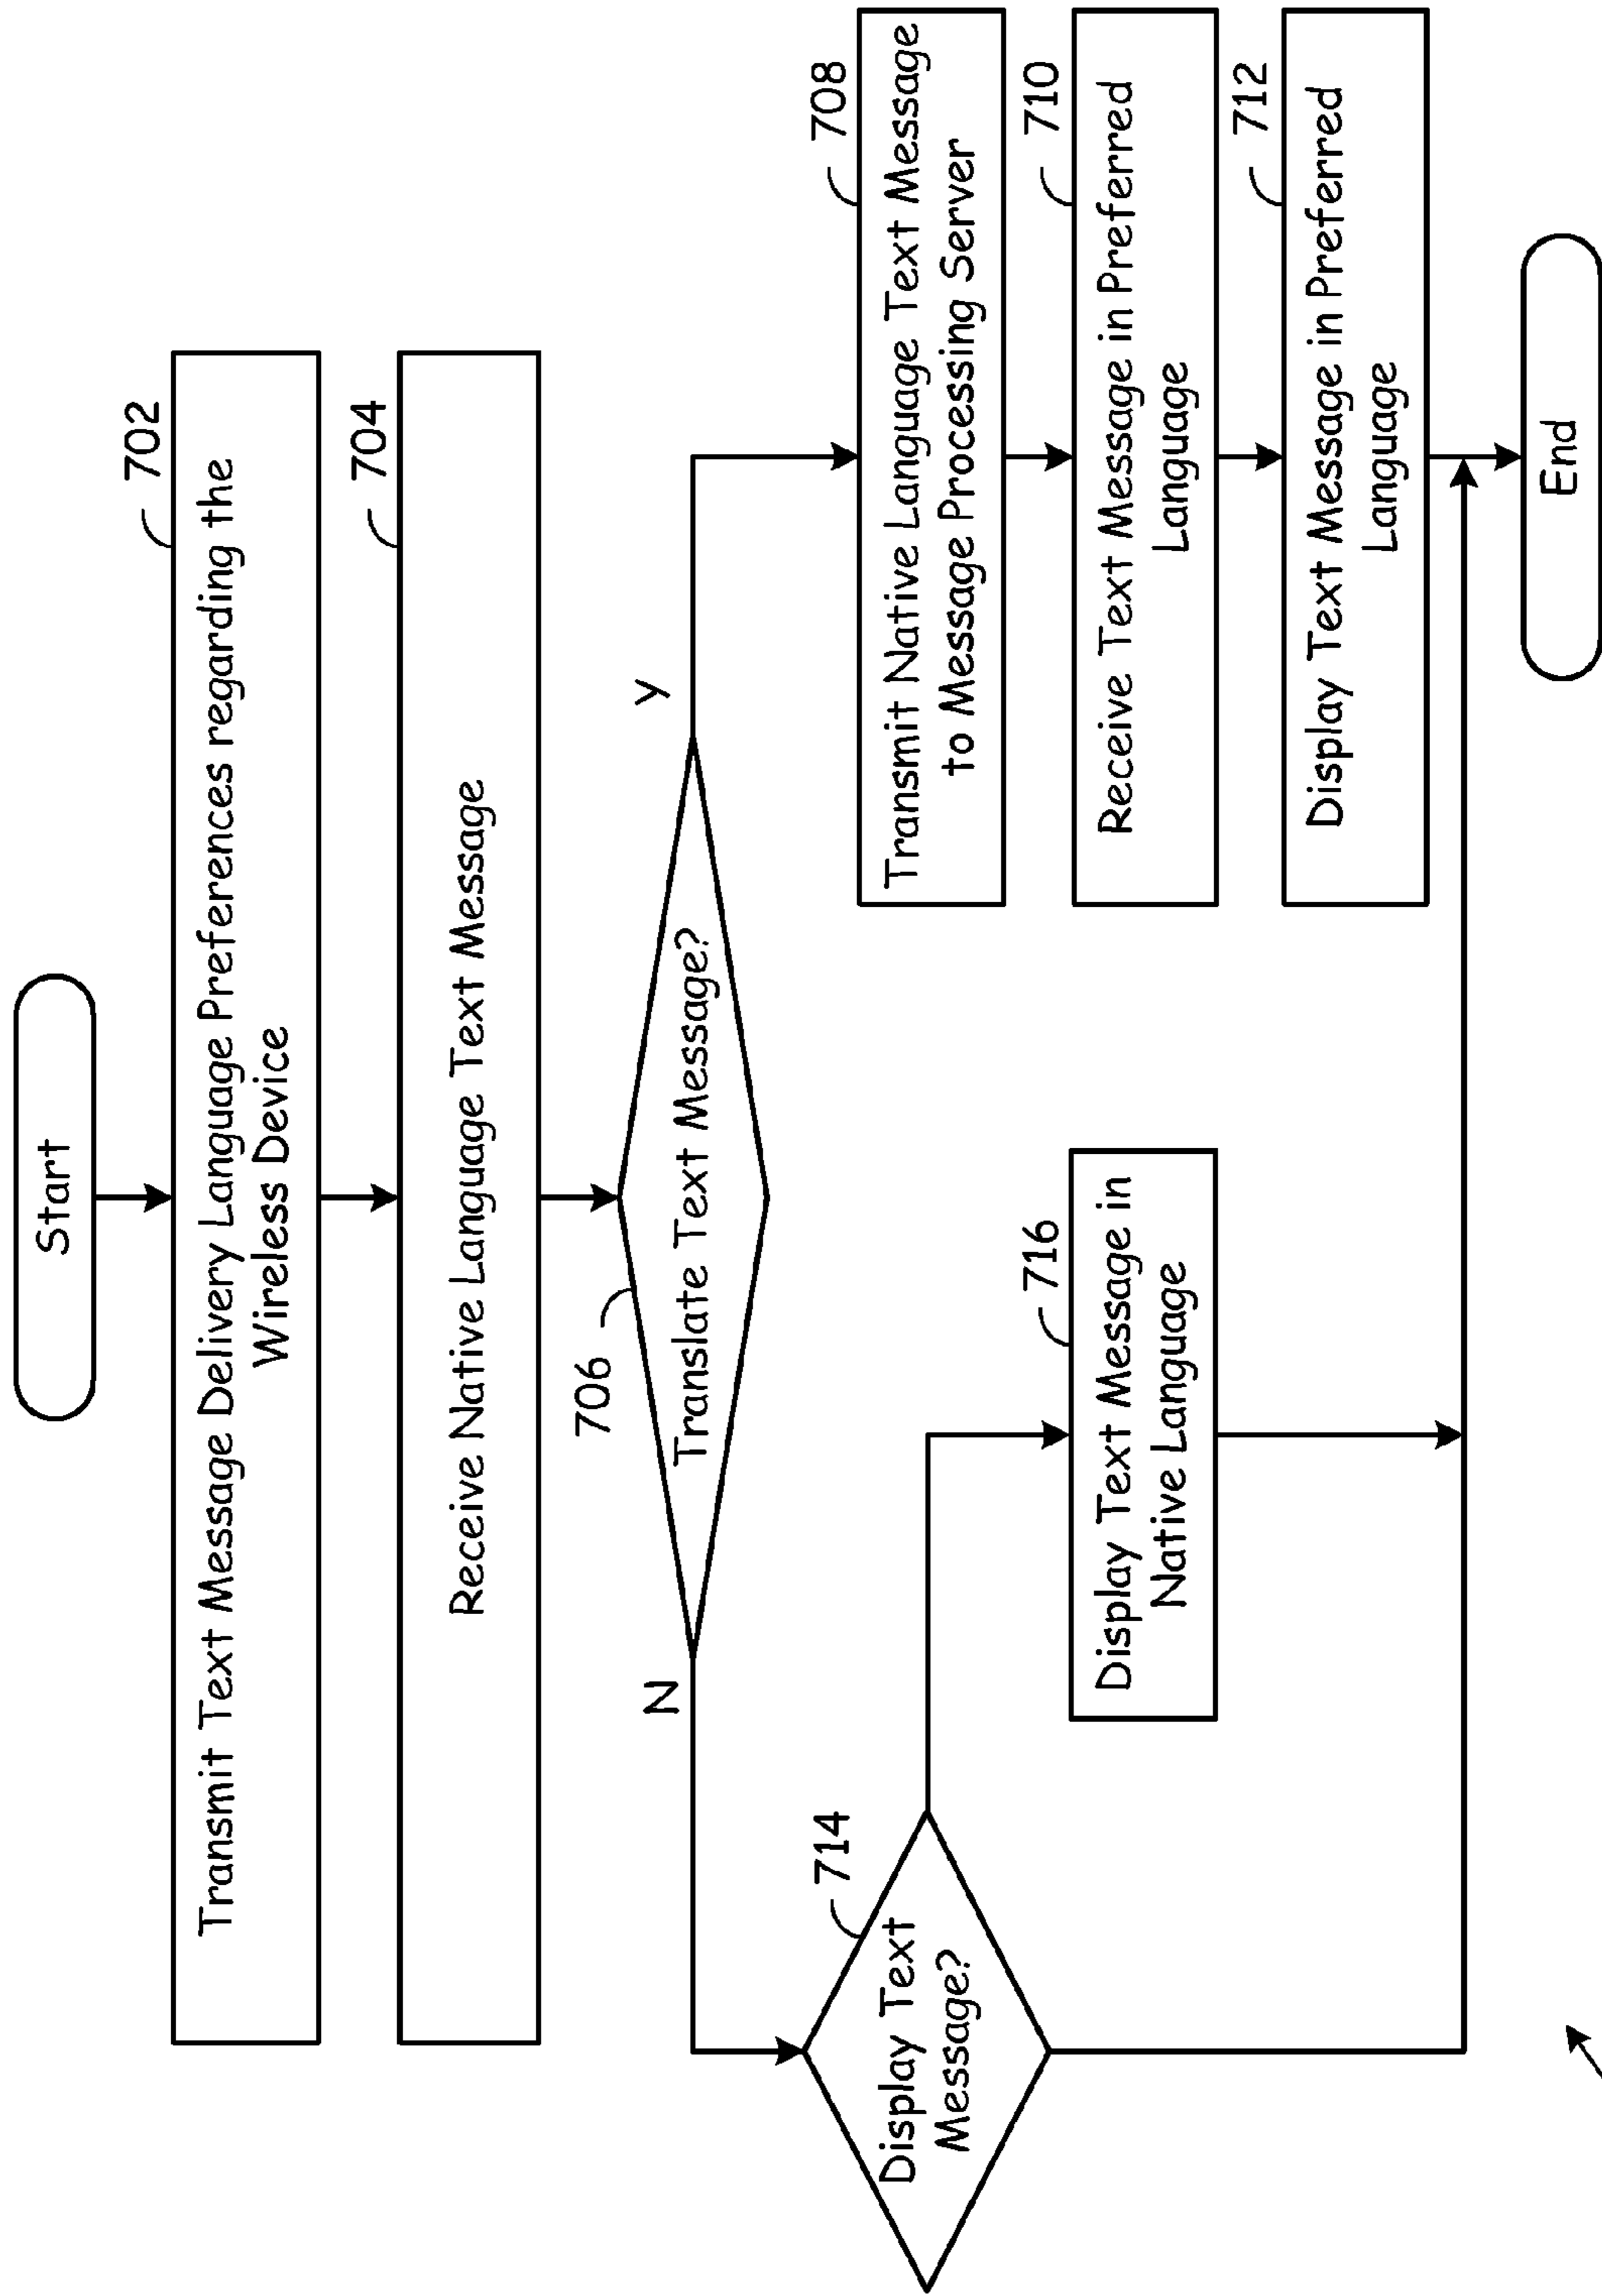 Start
702
Transmit Text Message Delivery Language Preferences regarding the
Wireless Device
704
Receive Native Language Text Message
706
Translate Text Message?
N
Y
708
Transmit Native Language Text Message
to Message Processing Server
710
Receive Text Message in Preferred
Language
712
Display Text Message in Preferred
Language
714
Display Text
Message?
716
Display Text Message in
Native Language
End